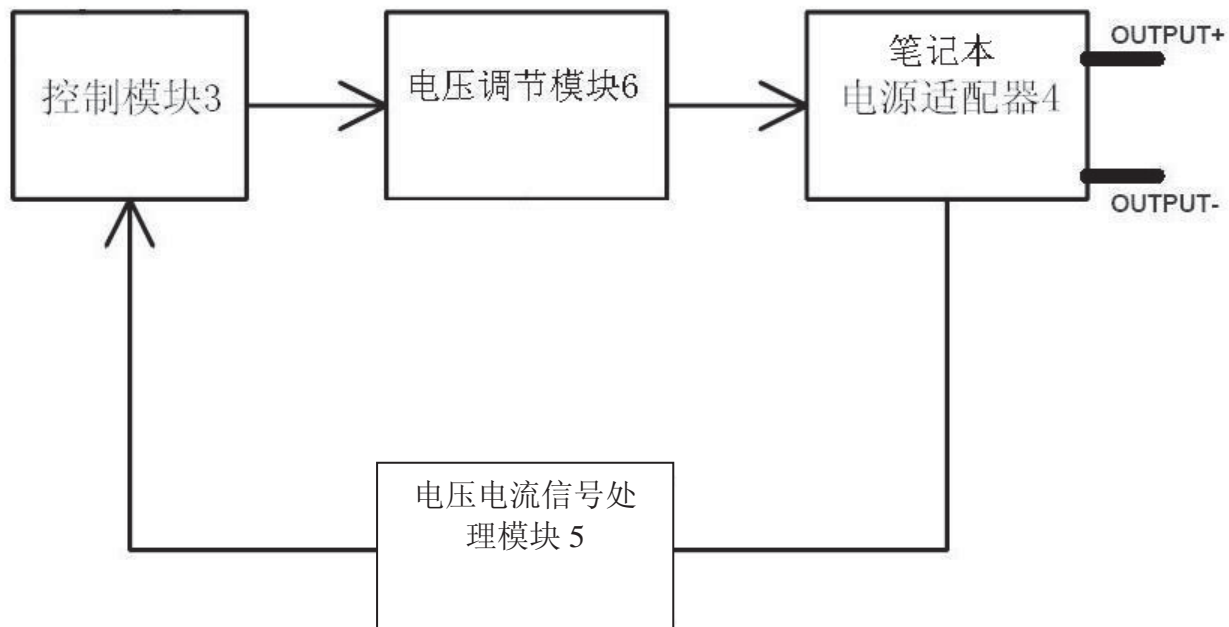 控制模块3
电压调节模块6
笔记本
电源适配器4
OUTPUT+
OUTPUT-
电压电流信号处
理模块 5